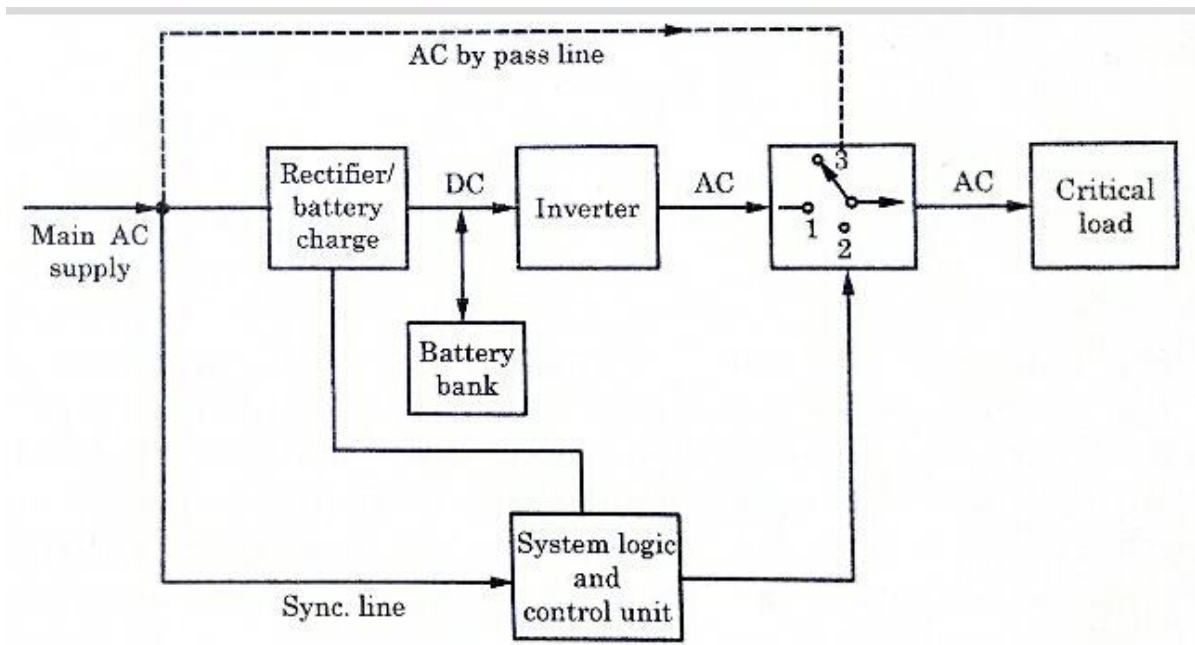 AC by pass line
Rectifier/
battery
charge
DC
Inverter
AC
3
1
2
AC
Critical
load
Main AC
supply
Battery
bank
System logic
and
control unit
Sync. line